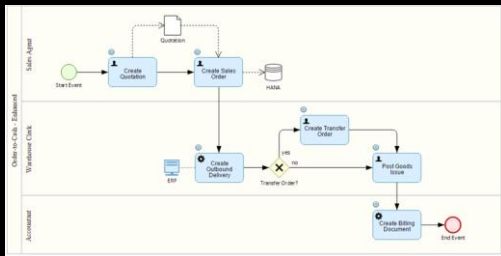 Order-to-Cash - Enhanced
Sales Agent
Quotation
Start Event
Create
Quotation
Create Sales
Order
HANA
Warehouse Clerk
Create Transfer
Order
yes
ERP
Create
Outbound
Delivery
no
Transfer Order?
Post Goods
Issue
Accountant
Create Billing
Document
End Event